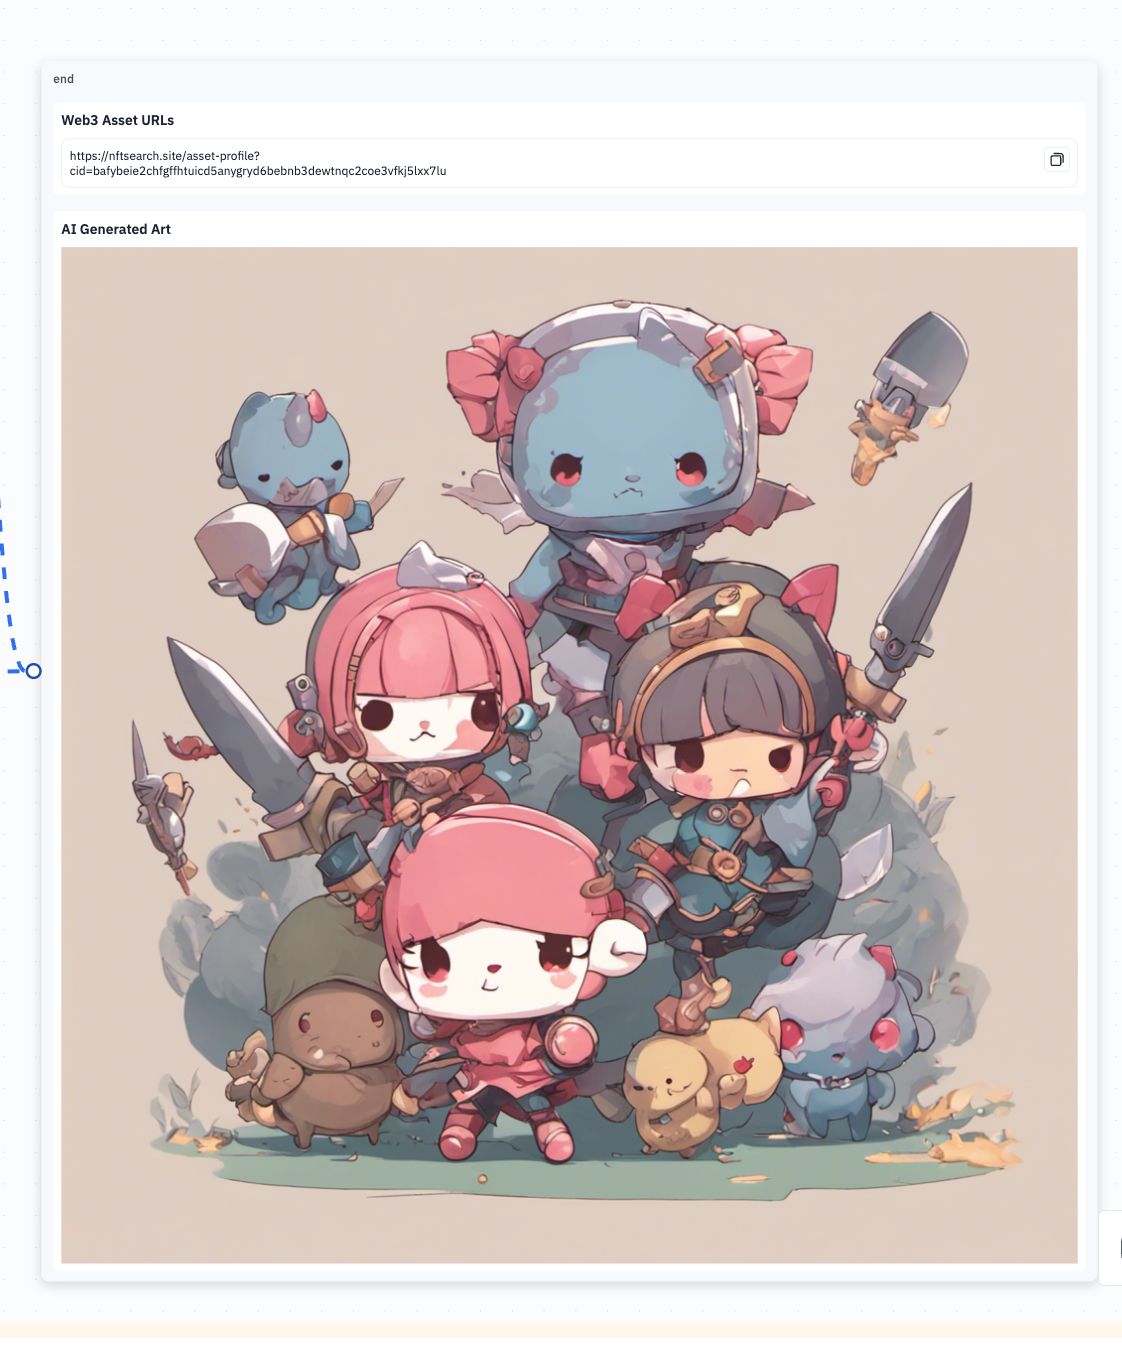 end
Web3 Asset URLs
https://nftsearch.site/asset-profile?
cid=bafybeie2chfgffhtuicd5anygryd6bebnb3dewtnqc2coe3vfkj5lxx7lu
AI Generated Art